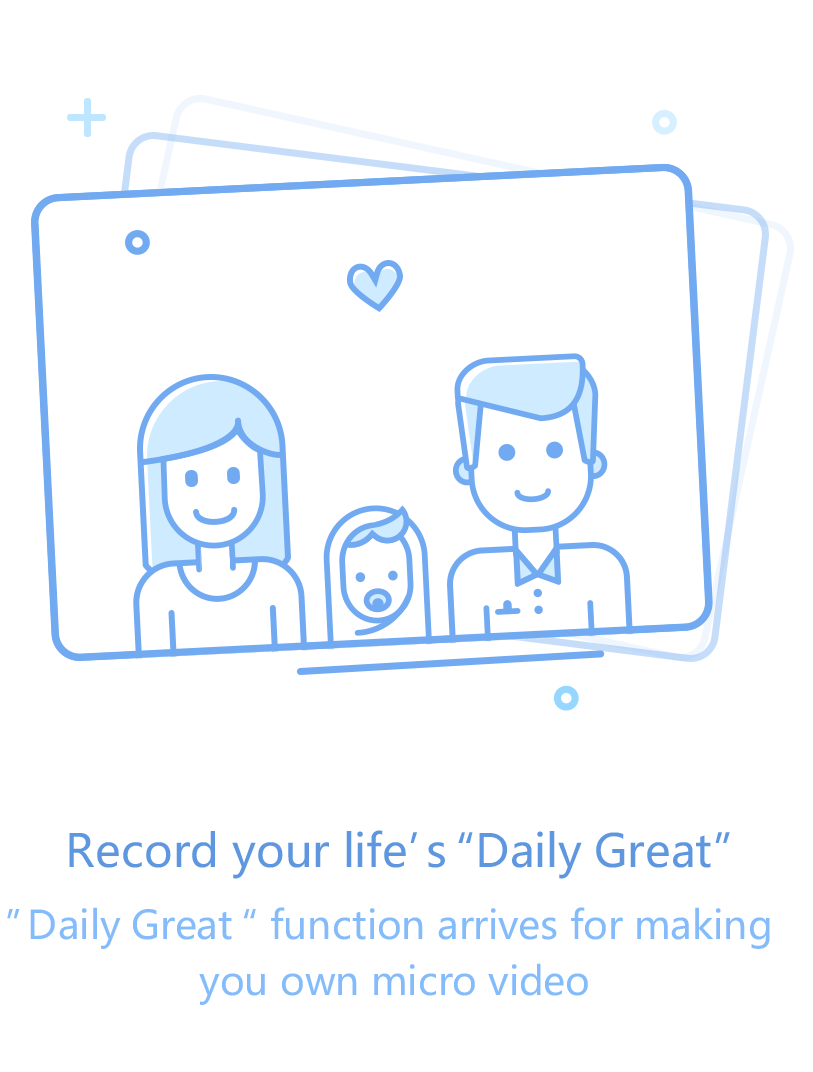 Record your life’s “Daily Great”
”Daily Great “ function arrives for making
you own micro video